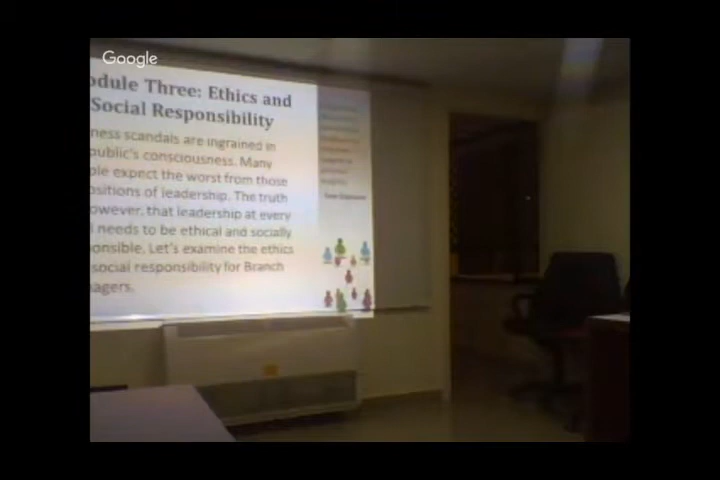 Google
odule Three: Ethics and
Social Responsibility
ness scandals are ingrained in
public's consciousness. Many
ple expect the worst from those
ositions of leadership. The truth
owever, that leadership at every
l needs to be ethical and socially
onsible. Let's examine the ethics
social responsibility for Branch
nagers.